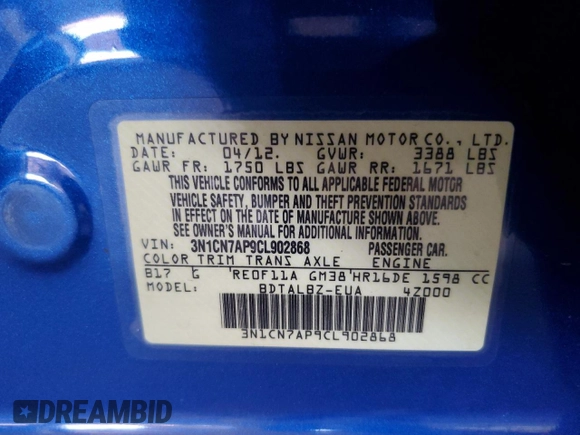 MANUFACTURED BY NISSAN MOTOR CO., LTD.
DATE: 04/12. GVWR: 3388 LBS
GAWR FR: 1750 LBS GAWR RR: 1671 LBS
THIS VEHICLE CONFORMS TO ALL APPLICABLE FEDERAL MOTOR
VEHICLE SAFETY, BUMPER AND THEFT PREVENTION STANDARDS
IN EFFECT ON THE DATE OF MANUFACTURE SHOWN ABOVE.
SEE OWNER'S MANUAL FOR ADDITIONAL INFORMATION.
VIN: 3N1CN7AP9CL902868 PASSENGER CAR.
COLOR TRIM TRANS AXLE ENGINE
B17 G RE0F11A GM38 HR16DE 1598 CC
MODEL: BDTALBZ-EUA 4Z000
3N1CN7AP9CL902868
DREAMBID